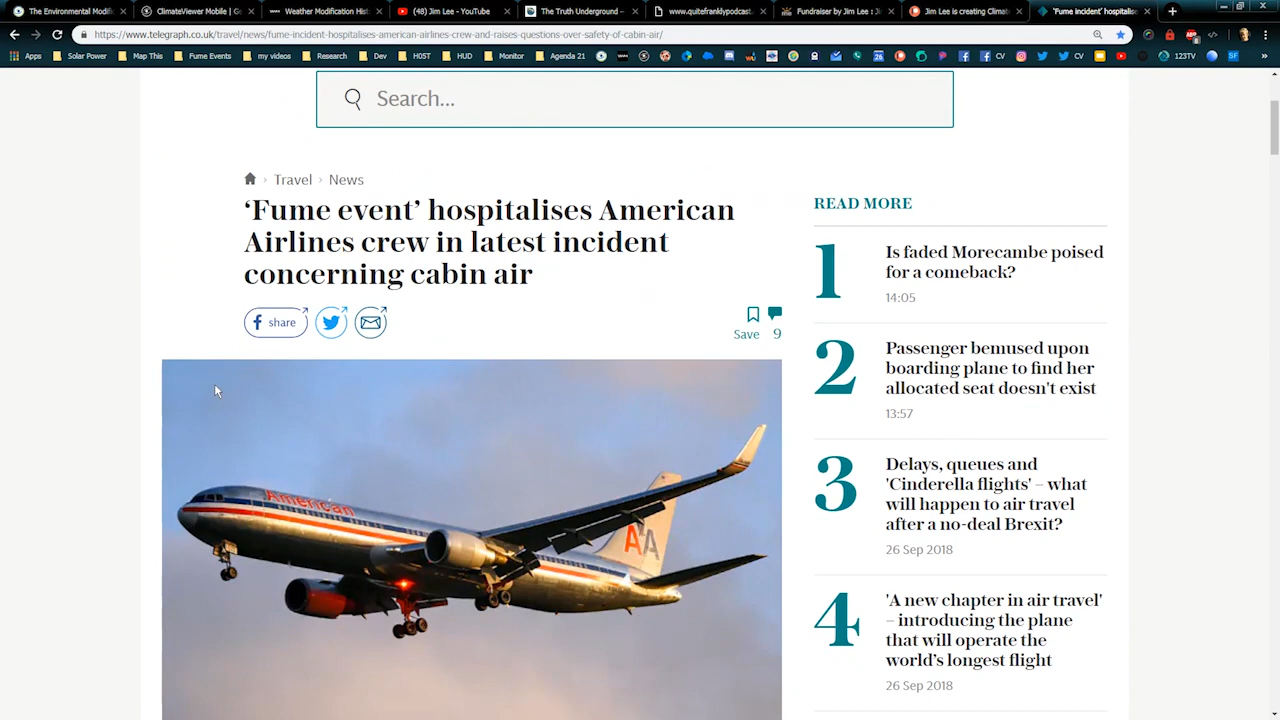 The Environmental Modifi
ClimateViewer Mobile | Ge
Weather Modification Hist
(48) Jim Lee - YouTube
The Truth Underground –
www.quitefranklypodcast.
Fundraiser by Jim Lee : J
Jim Lee is creating Climat
'Fume incident' hospitalise
https://www.telegraph.co.uk/travel/news/fume-incident-hospitalises-american-airlines-crew-and-raises-questions-over-safety-of-cabin-air/
Apps Solar Power Map This Fume Events my videos Research Dev HOST HUD Monitor Agenda 21 CV CV 123TV
Search...
Travel › News
'Fume event' hospitalises American
Airlines crew in latest incident
concerning cabin air
share
Save 9
READ MORE
1
Is faded Morecambe poised
for a comeback?
14:05
2
Passenger bemused upon
boarding plane to find her
allocated seat doesn't exist
13:57
3
Delays, queues and
'Cinderella flights' – what
will happen to air travel
after a no-deal Brexit?
26 Sep 2018
4
'A new chapter in air travel'
– introducing the plane
that will operate the
world's longest flight
26 Sep 2018
American
AA